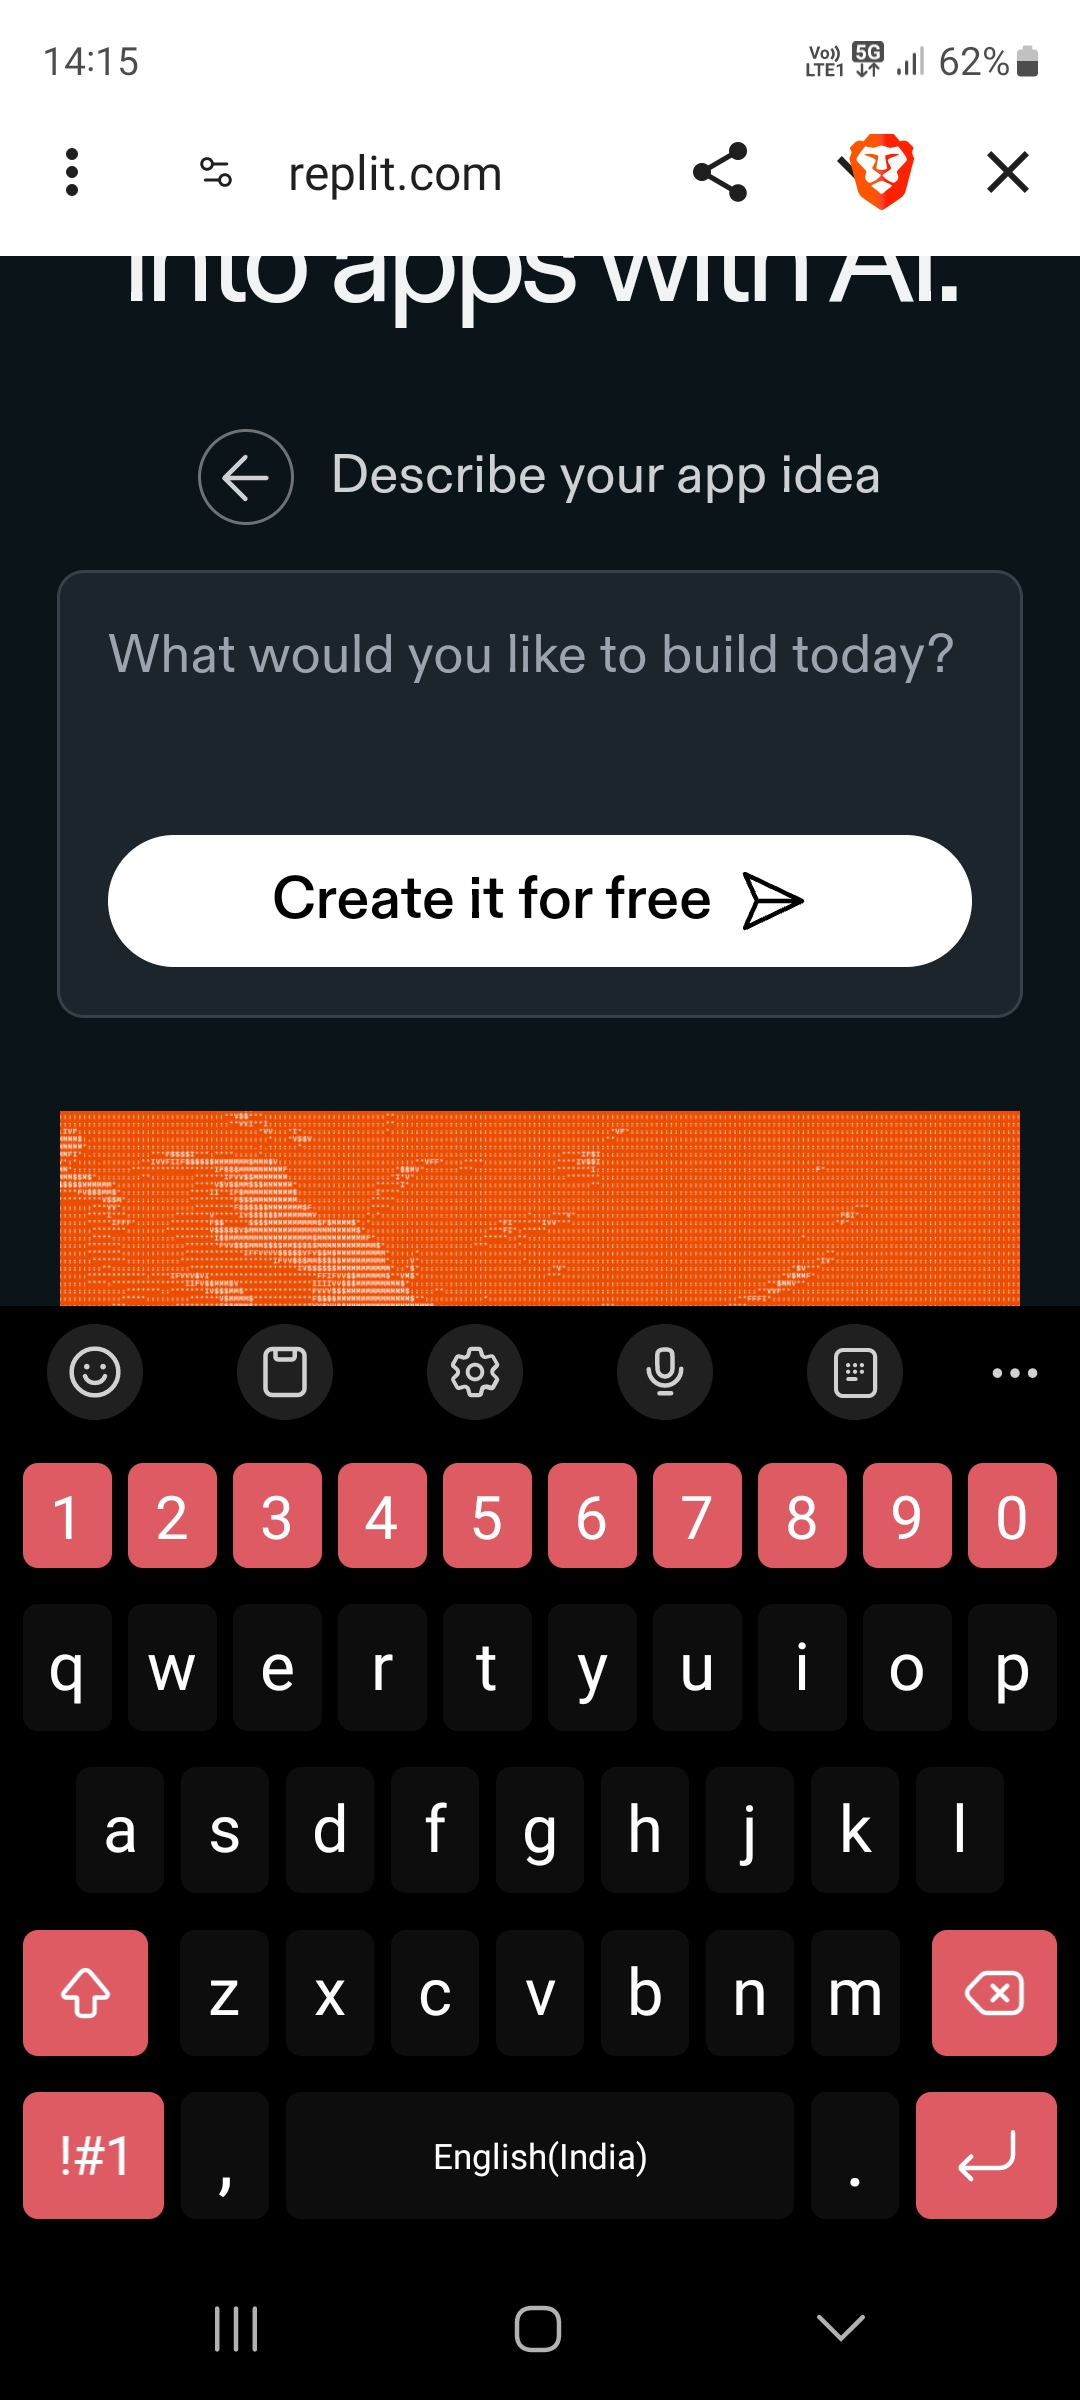 14:15
Vo)) LTE1 5G 62%
replit.com
into apps with AI.
Describe your app idea
What would you like to build today?
Create it for free
1 2 3 4 5 6 7 8 9 0
q w e r t y u i o p
a s d f g h j k l
z x c v b n m
!#1 , English(India) .